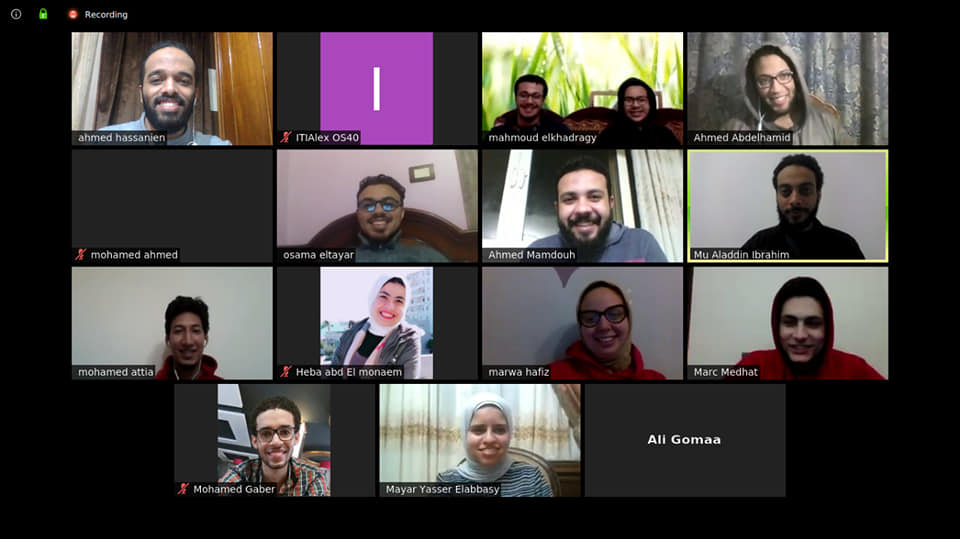 Recording
I
ahmed hassanien
ITIAlex OS40
mahmoud elkhadragy
Ahmed Abdelhamid
mohamed ahmed
osama eltayar
Ahmed Mamdouh
Mu Aladdin Ibrahim
mohamed attia
Heba abd El monaem
marwa hafiz
Marc Medhat
Ali Gomaa
Mohamed Gaber
Mayar Yasser Elabbasy